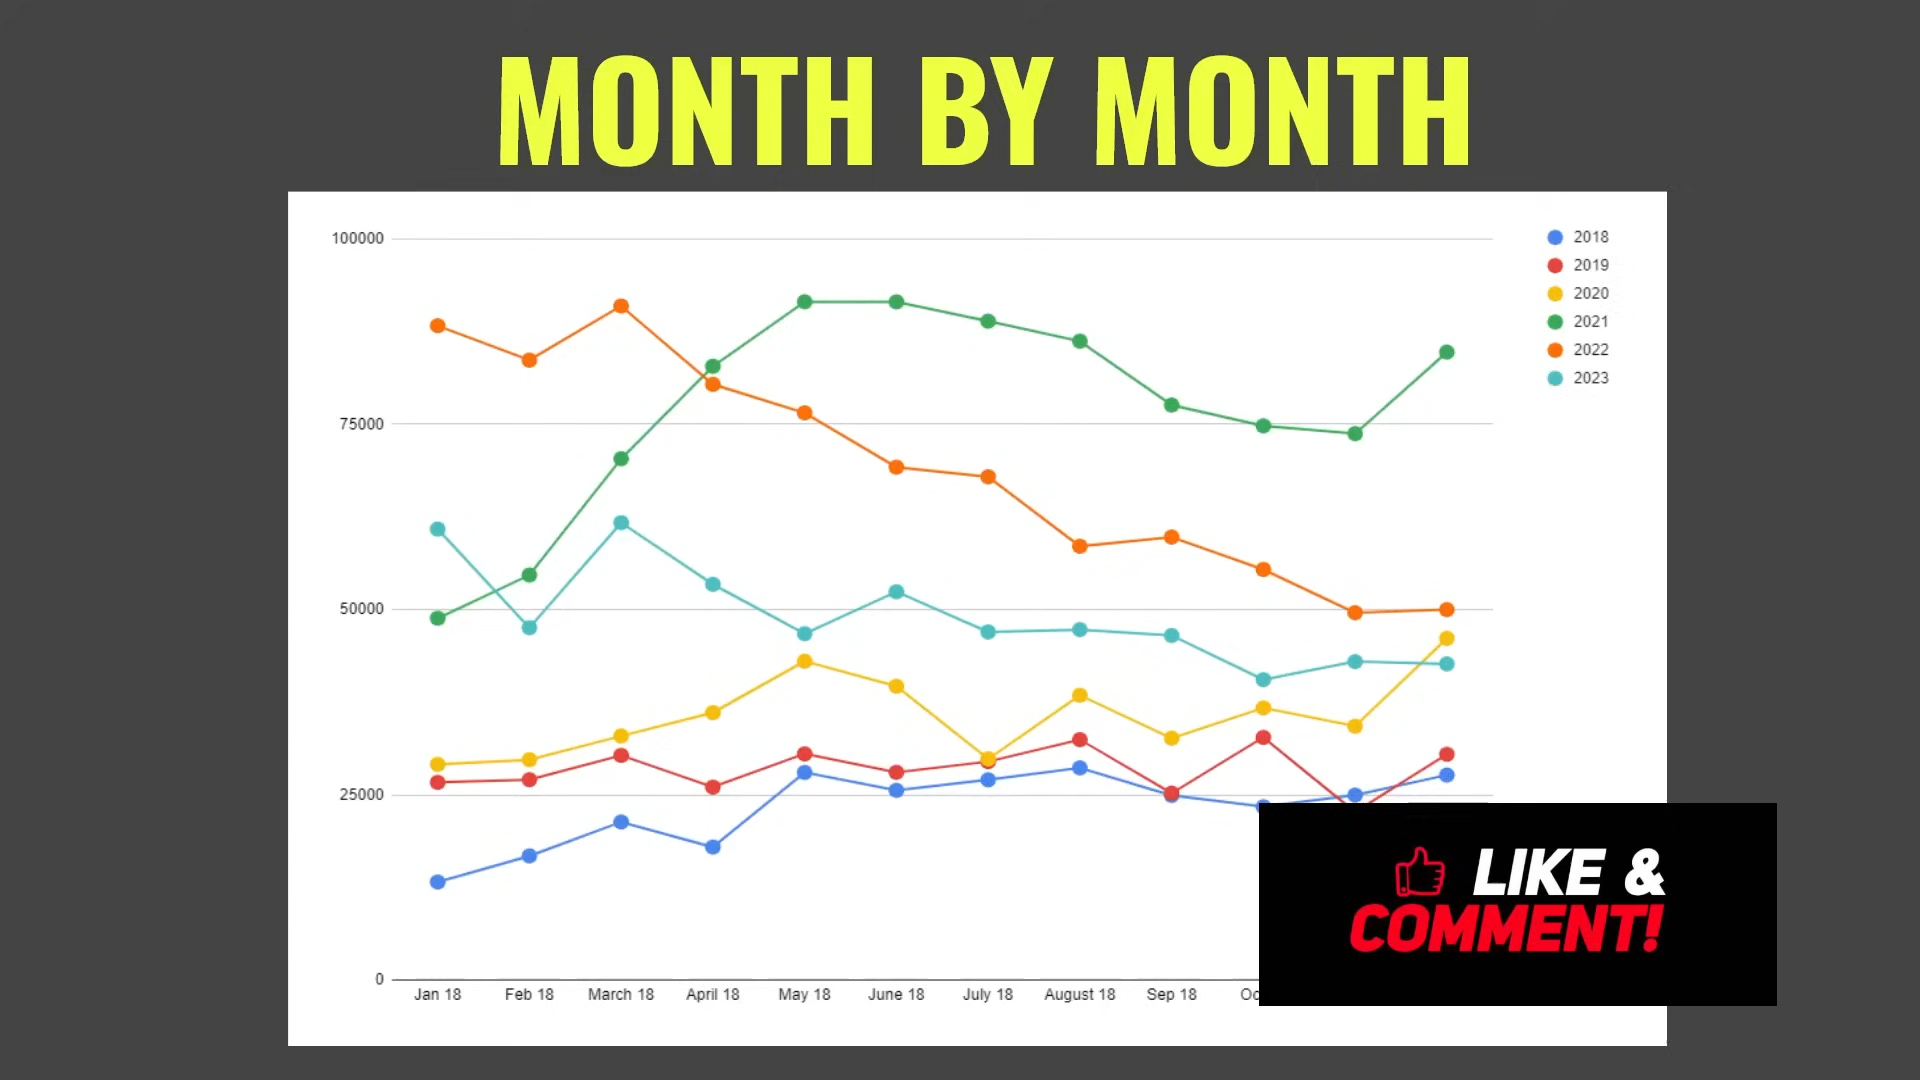 MONTH BY MONTH
100000
75000
50000
25000
0
2018
2019
2020
2021
2022
2023
Jan 18 Feb 18 March 18 April 18 May 18 June 18 July 18 August 18 Sep 18
LIKE &
COMMENT!